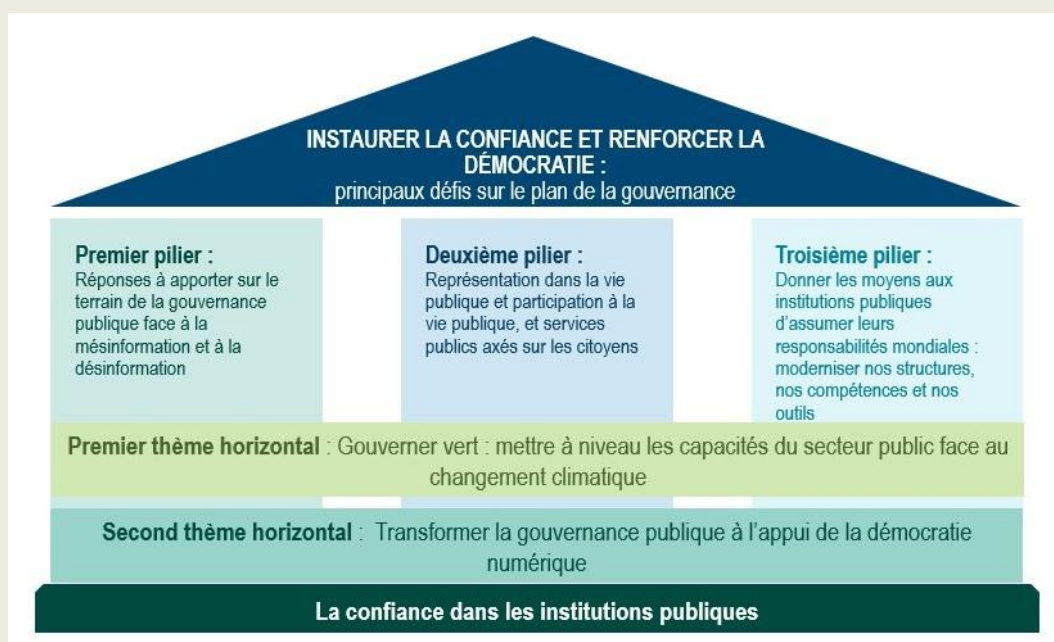 INSTAURER LA CONFIANCE ET RENFORCER LA
DÉMOCRATIE :
principaux défis sur le plan de la gouvernance
Premier pilier :
Réponses à apporter sur le
terrain de la gouvernance
publique face à la
mésinformation et à la
désinformation
Deuxième pilier :
Représentation dans la vie
publique et participation à la
vie publique, et services
publics axés sur les citoyens
Troisième pilier :
Donner les moyens aux
institutions publiques
d'assumer leurs
responsabilités mondiales :
moderniser nos structures,
nos compétences et nos
outils
Premier thème horizontal : Gouverner vert : mettre à niveau les capacités du secteur public face au
changement climatique
Second thème horizontal : Transformer la gouvernance publique à l'appui de la démocratie
numérique
La confiance dans les institutions publiques